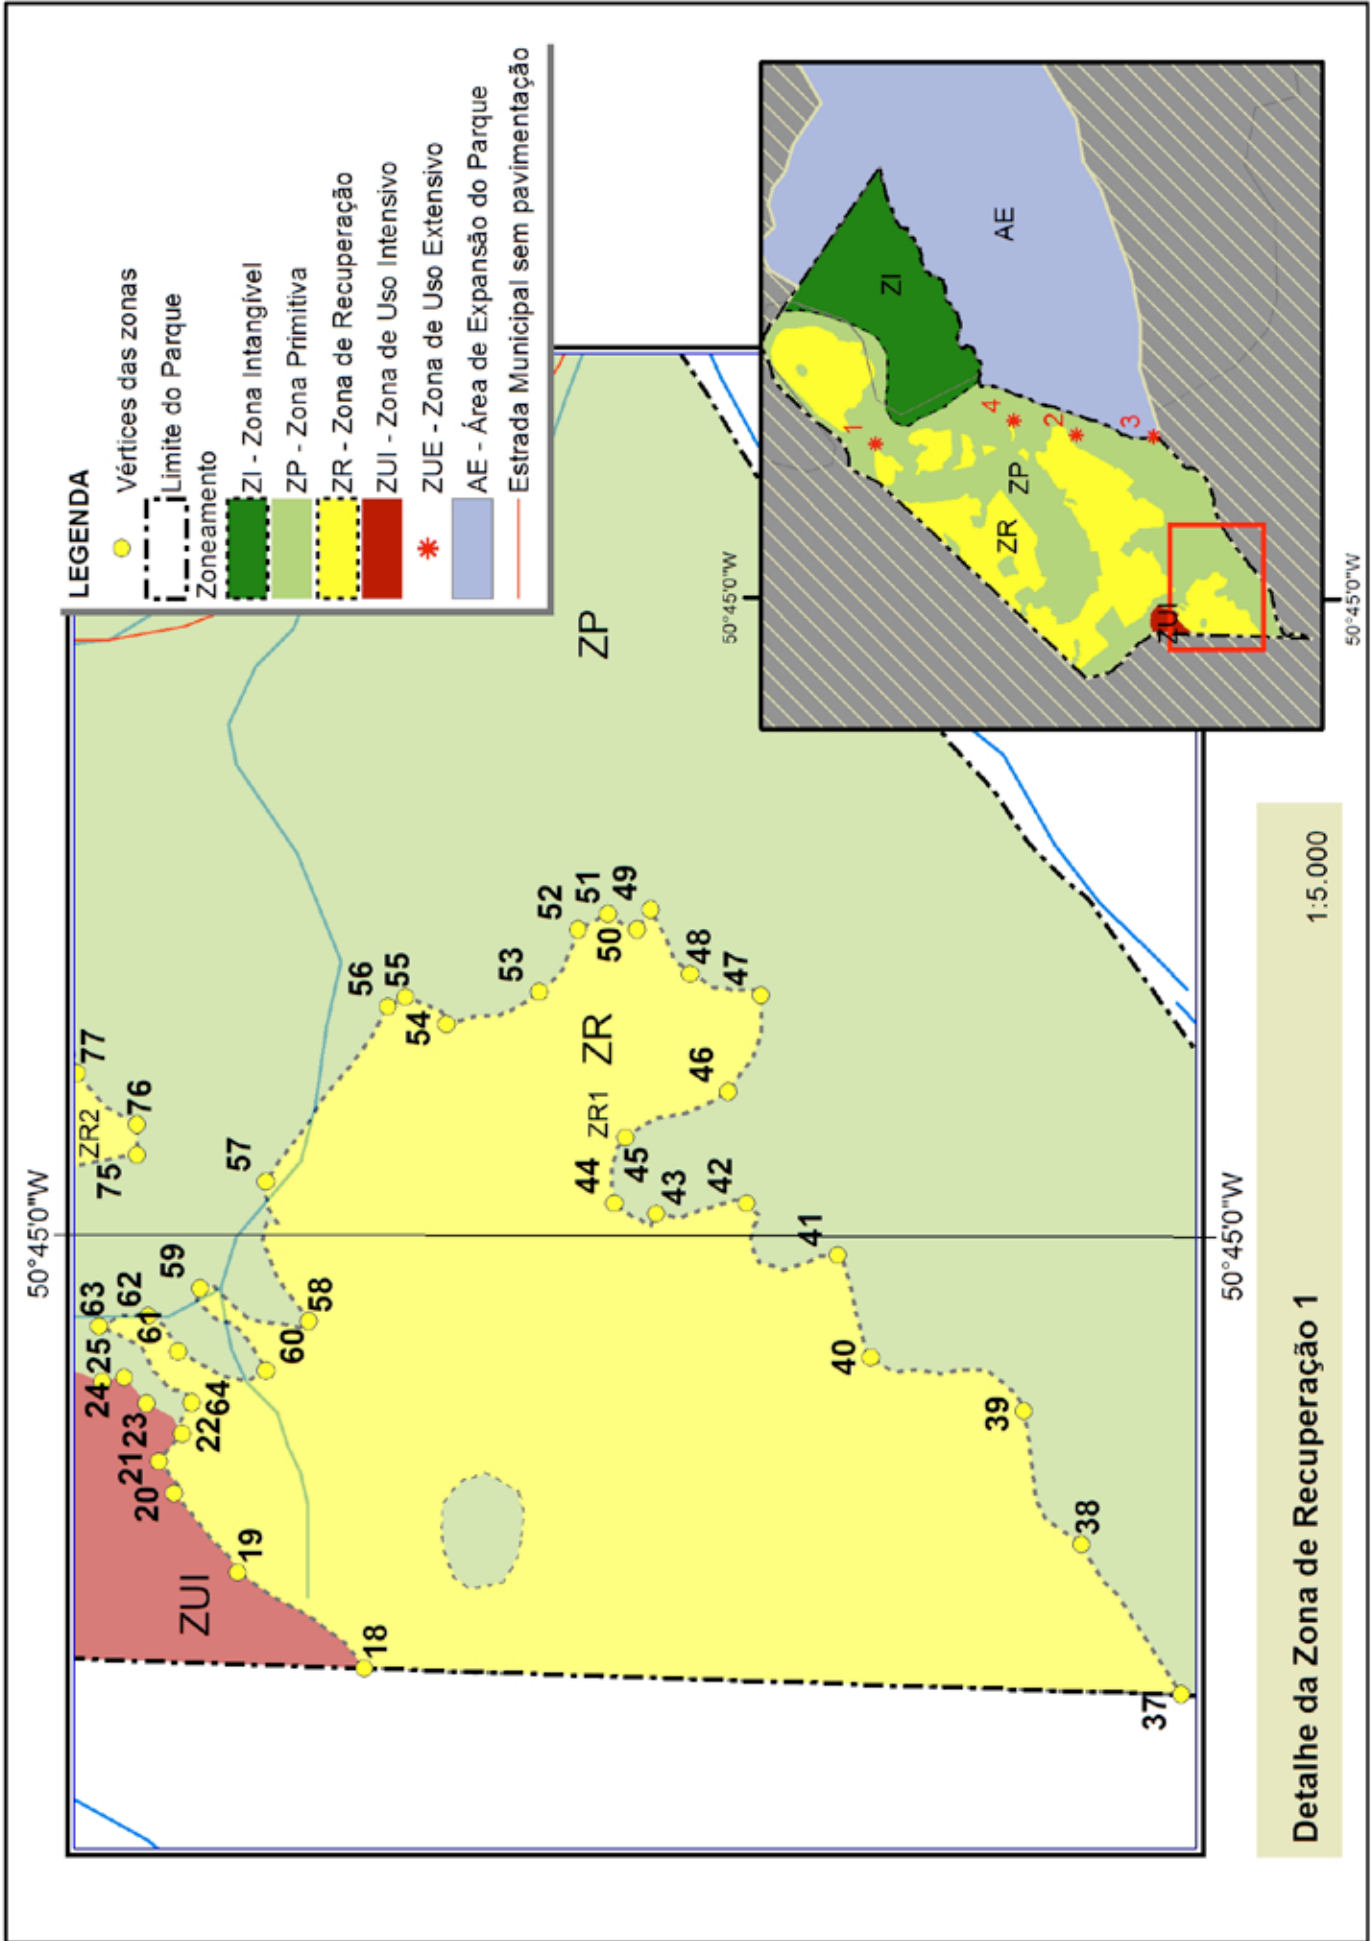 LEGENDA
Vértices das zonas
Limite do Parque
Zoneamento
ZI - Zona Intangível
ZP - Zona Primitiva
ZR - Zona de Recuperação
ZUI - Zona de Uso Intensivo
ZUE - Zona de Uso Extensivo
AE - Área de Expansão do Parque
Estrada Municipal sem pavimentação
50°45'0"W
ZUI
ZR2
77
76
75
63
62
61
59
25
24
23
21
20
22
64
60
58
57
19
18
56
55
54
53
52
51
50
49
48
47
46
45
44
43
42
41
40
39
38
37
ZR
ZR1
ZP
50°45'0"W
50°45'0"W
ZI
AE
1
4
2
3
ZP
ZR
ZUI
50°45'0"W
Detalhe da Zona de Recuperação 1
1:5.000